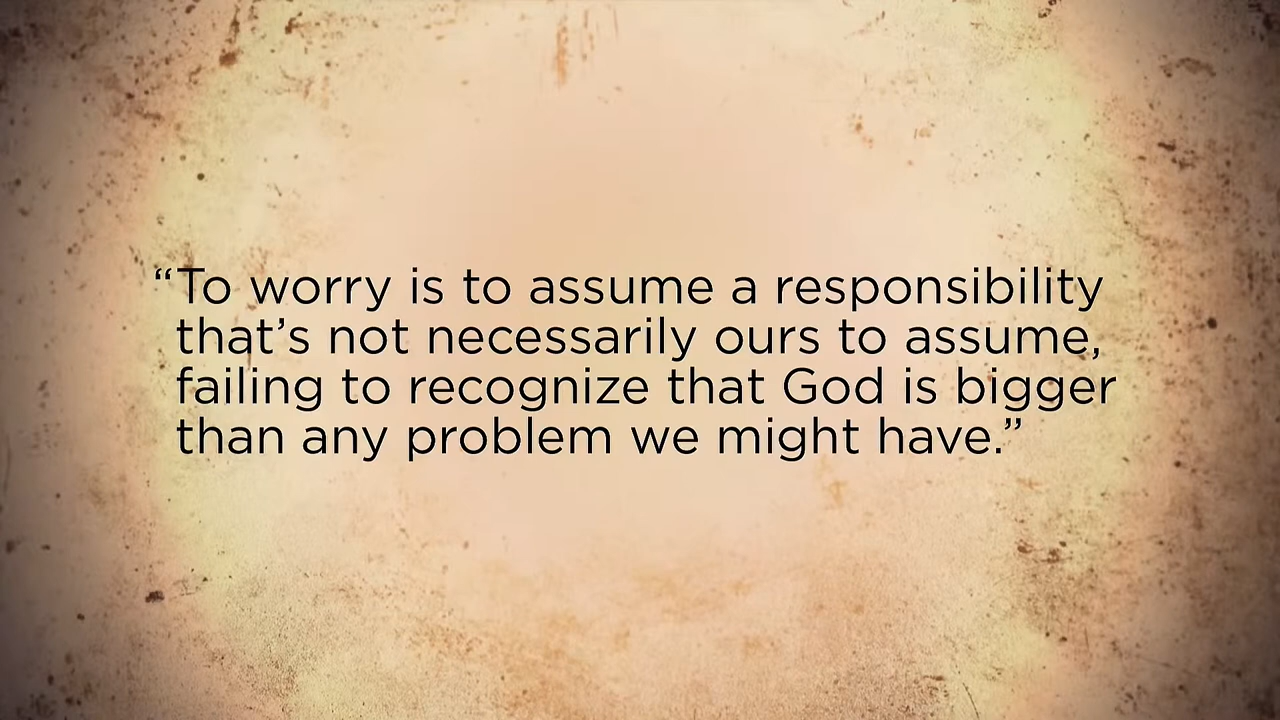 “To worry is to assume a responsibility
that’s not necessarily ours to assume,
failing to recognize that God is bigger
than any problem we might have.”